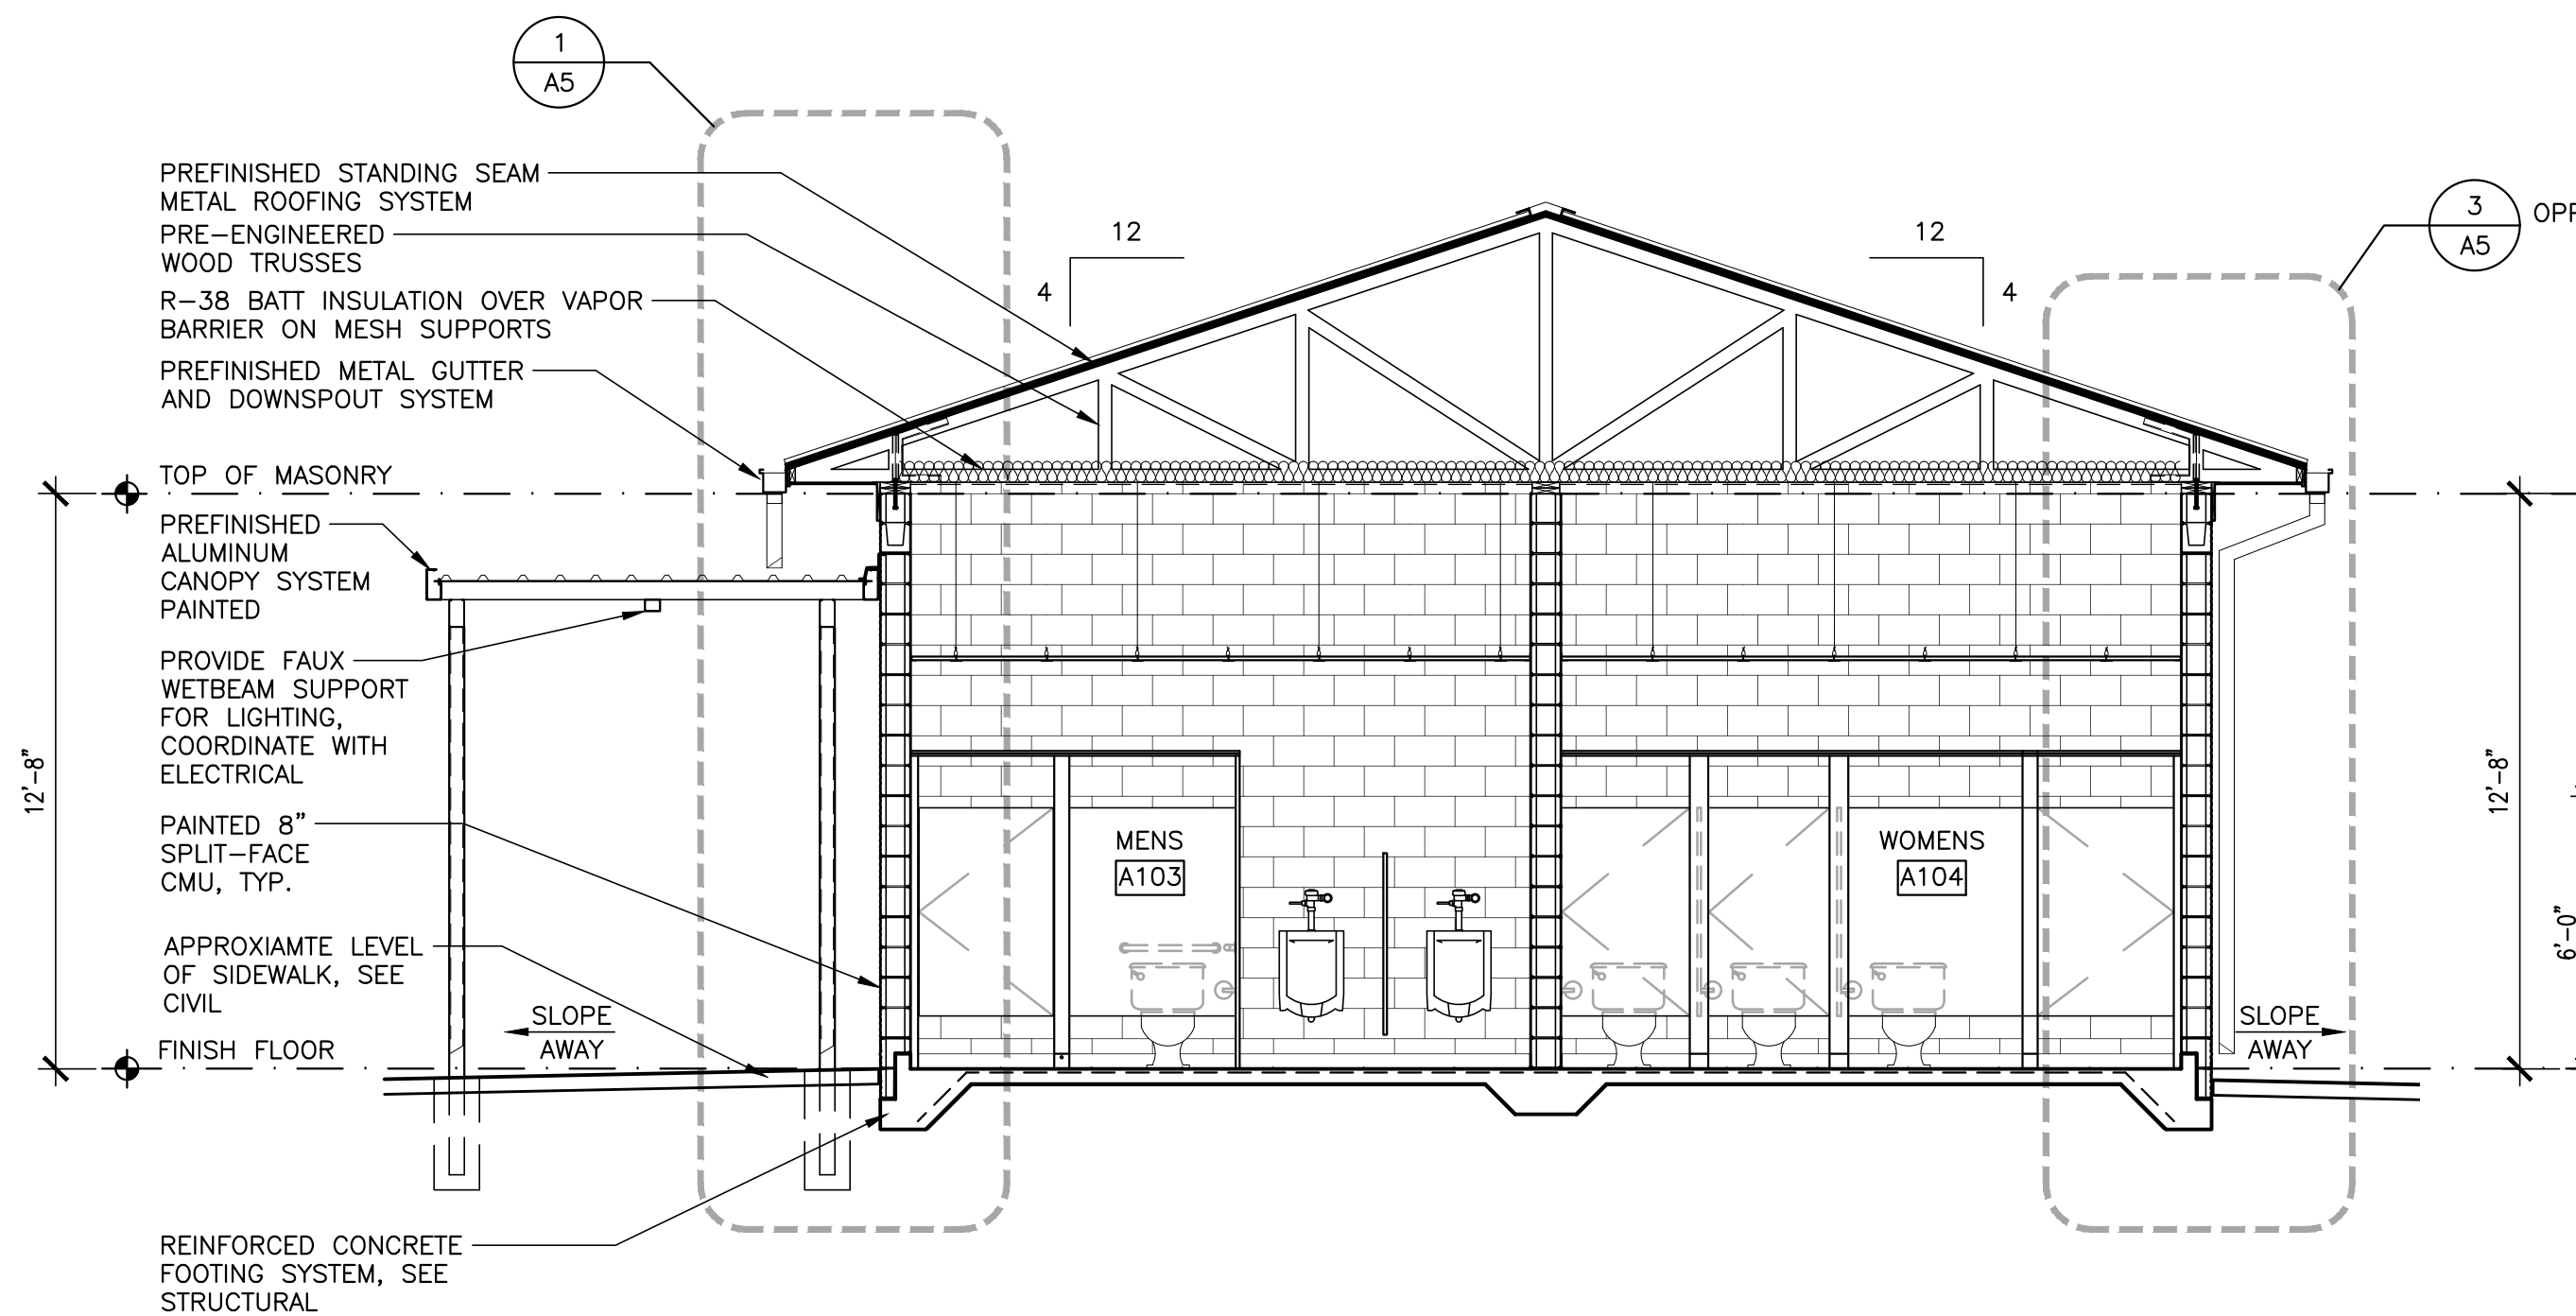 1
A5
PREFINISHED STANDING SEAM
METAL ROOFING SYSTEM
PRE-ENGINEERED
WOOD TRUSSES
R-38 BATT INSULATION OVER VAPOR
BARRIER ON MESH SUPPORTS
PREFINISHED METAL GUTTER
AND DOWNSPOUT SYSTEM
TOP OF MASONRY
PREFINISHED
ALUMINUM
CANOPY SYSTEM
PAINTED
PROVIDE FAUX
WETBEAM SUPPORT
FOR LIGHTING,
COORDINATE WITH
ELECTRICAL
12'-8"
PAINTED 8"
SPLIT-FACE
CMU, TYP.
APPROXIAMTE LEVEL
OF SIDEWALK, SEE
CIVIL
SLOPE
AWAY
FINISH FLOOR
REINFORCED CONCRETE
FOOTING SYSTEM, SEE
STRUCTURAL
12
4
12
4
3
A5
MENS
A103
WOMENS
A104
12'-8"
6'-0"
SLOPE
AWAY